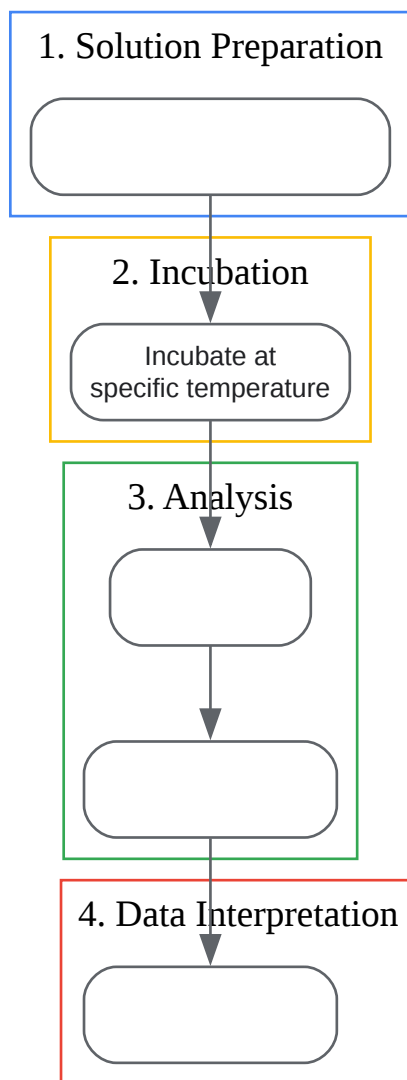 1. Solution Preparation
2. Incubation
Incubate at
specific temperature
3. Analysis
4. Data Interpretation